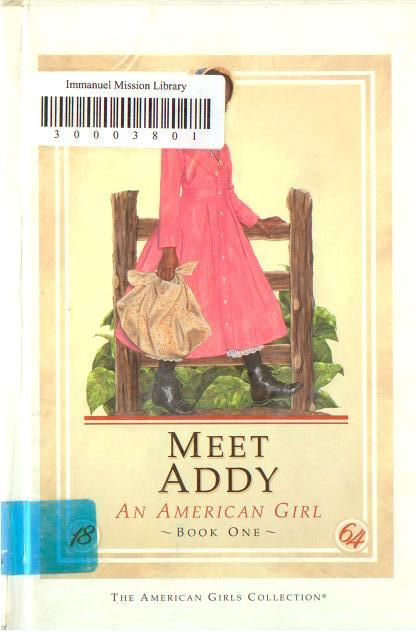 Immanuel Mission Library
30003801
MEET
ADDY
AN AMERICAN GIRL
~ BOOK ONE ~
18
64
THE AMERICAN GIRLS COLLECTION®